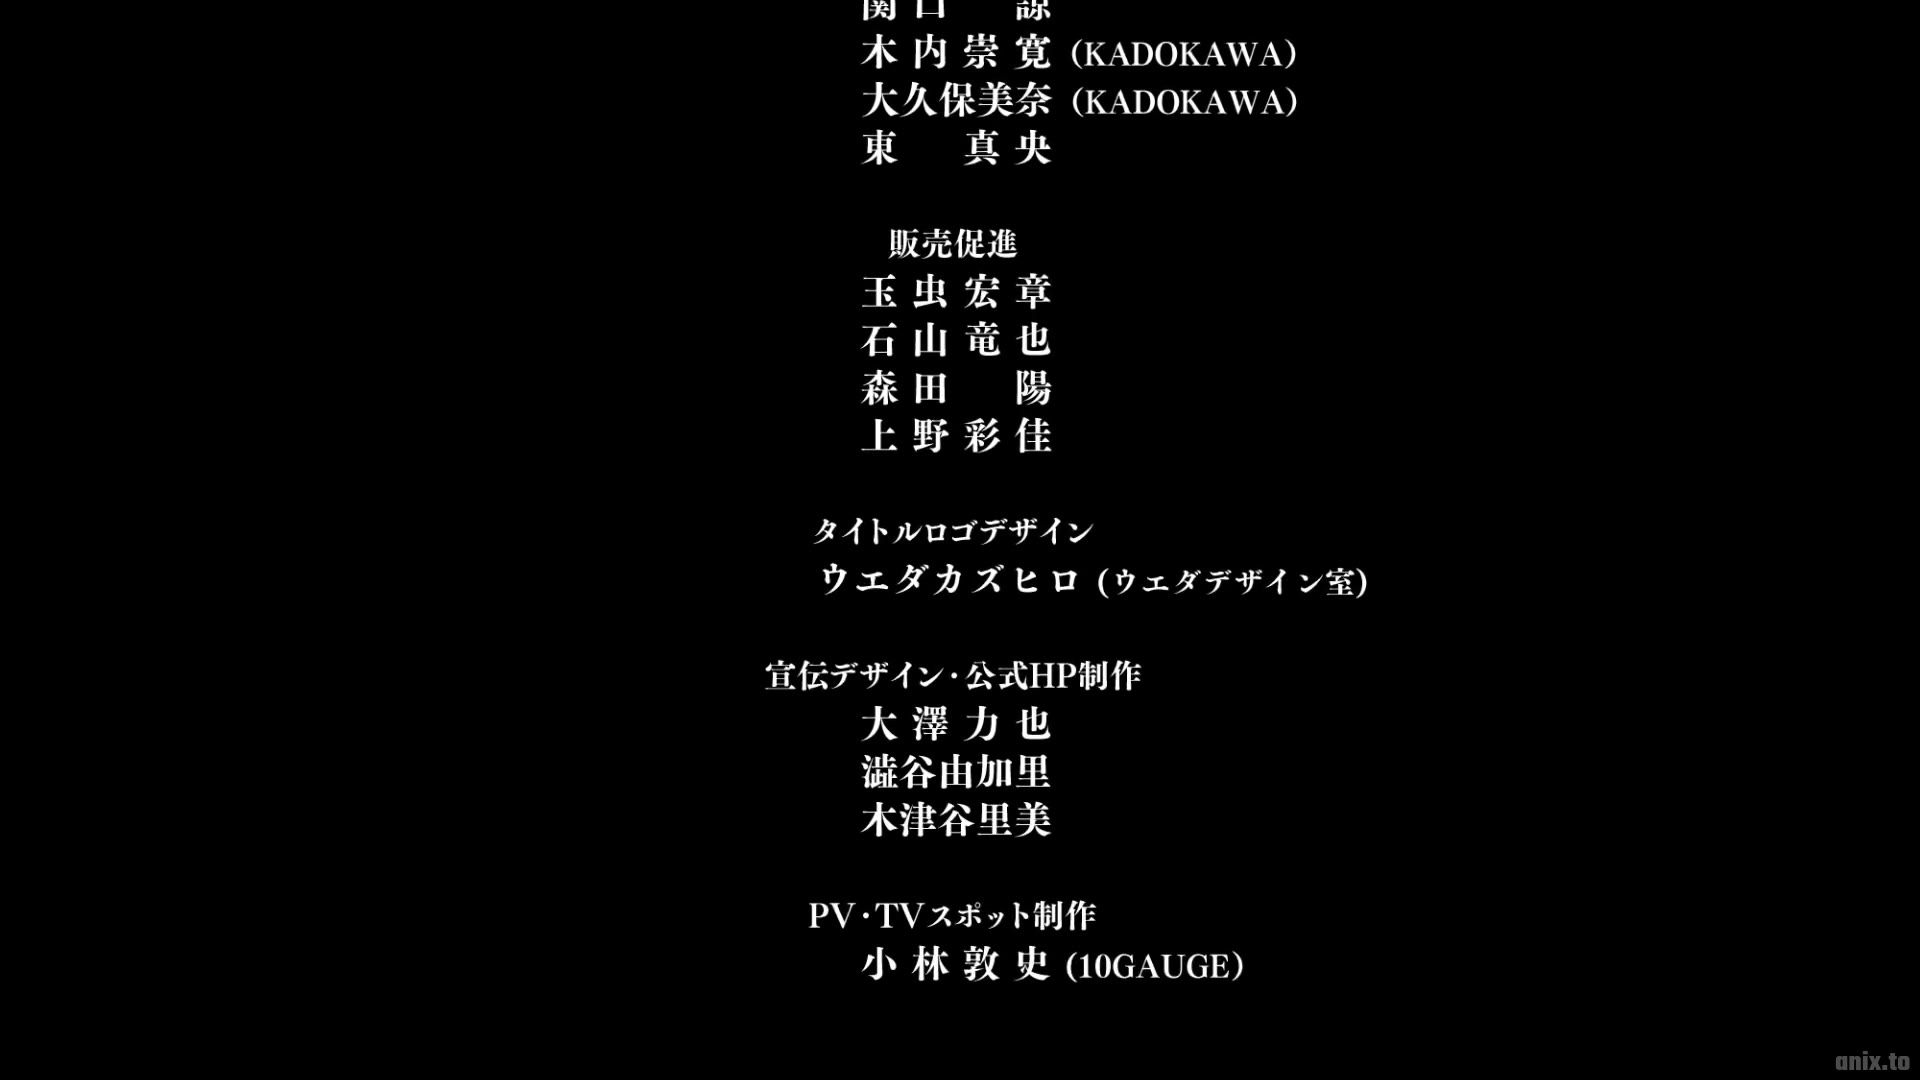 関口 諒
木内崇寛 (KADOKAWA)
大久保美奈 (KADOKAWA)
東 真央
販売促進
玉虫宏章
石山竜也
森田 陽
上野彩佳
タイトルロゴデザイン
ウエダカズヒロ (ウエダデザイン室)
宣伝デザイン・公式HP制作
大澤力也
澁谷由加里
木津谷里美
PV・TVスポット制作
小林敦史 (10GAUGE)
anix.to